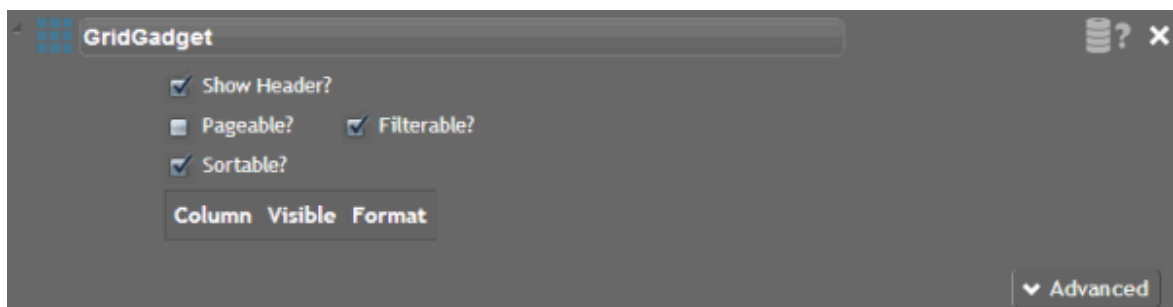 GridGadget ?
Show Header?
Pageable? Filterable?
Sortable?
Column Visible Format
Advanced